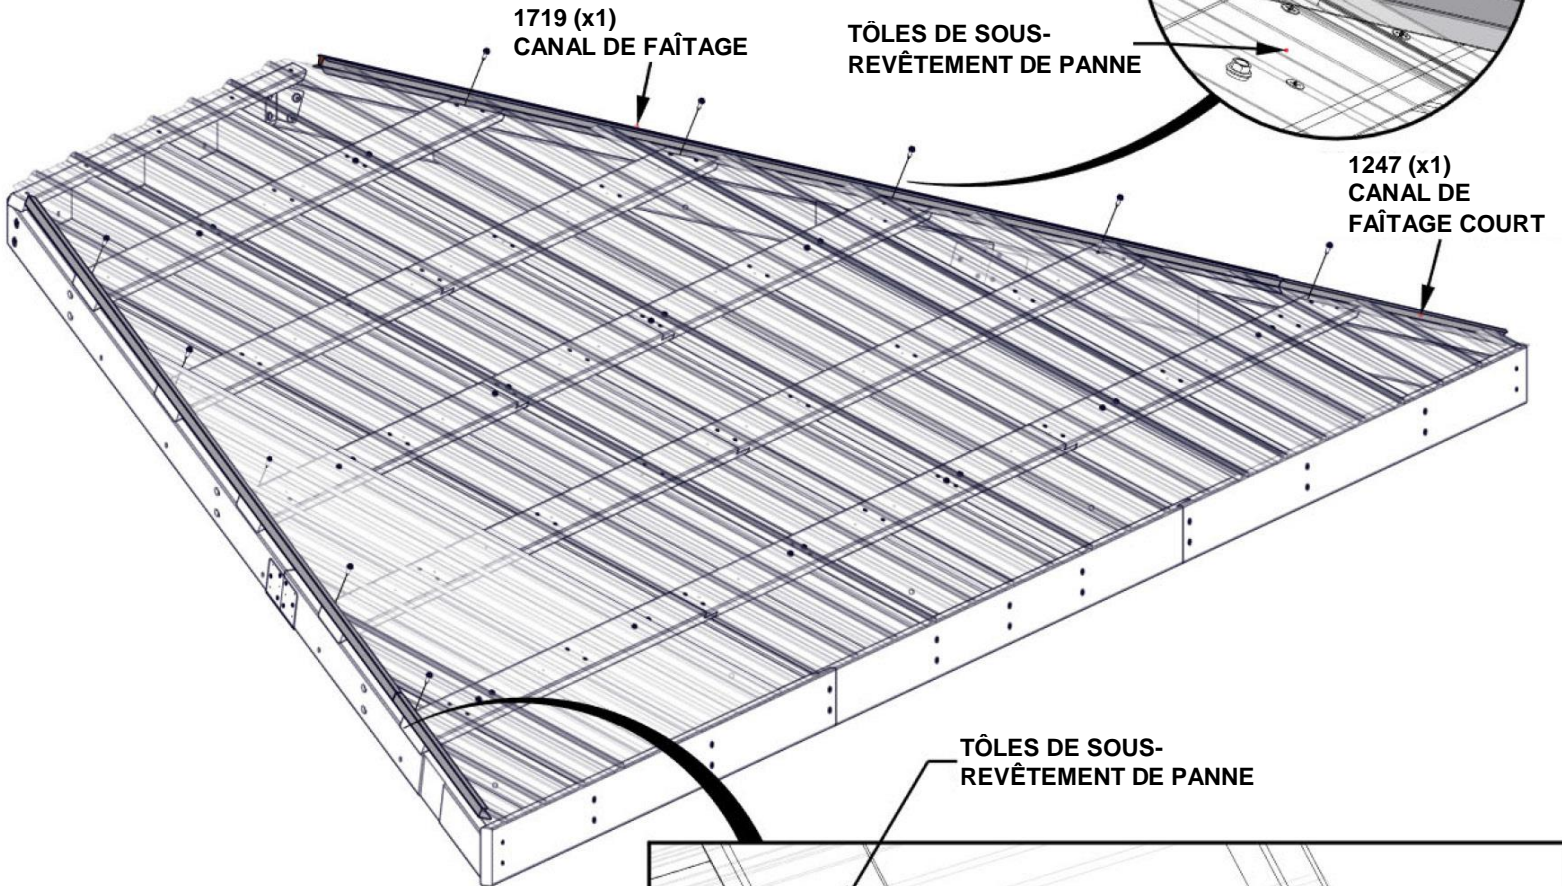 1719 (x1)
CANAL DE FAÎTAGE
TÔLES DE SOUS-
REVÊTEMENT DE PANNE
1247 (x1)
CANAL DE
FAÎTAGE COURT
TÔLES DE SOUS-
REVÊTEMENT DE PANNE